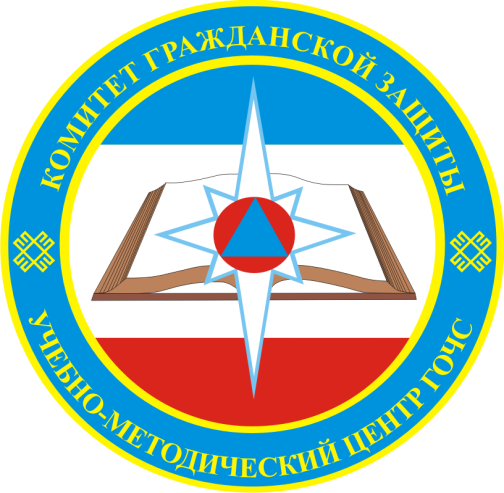 КОМИТЕТ ГРАЖДАНСКОЙ ЗАЩИТЫ
УЧЕБНО-МЕТОДИЧЕСКИЙ ЦЕНТР ГОЧС